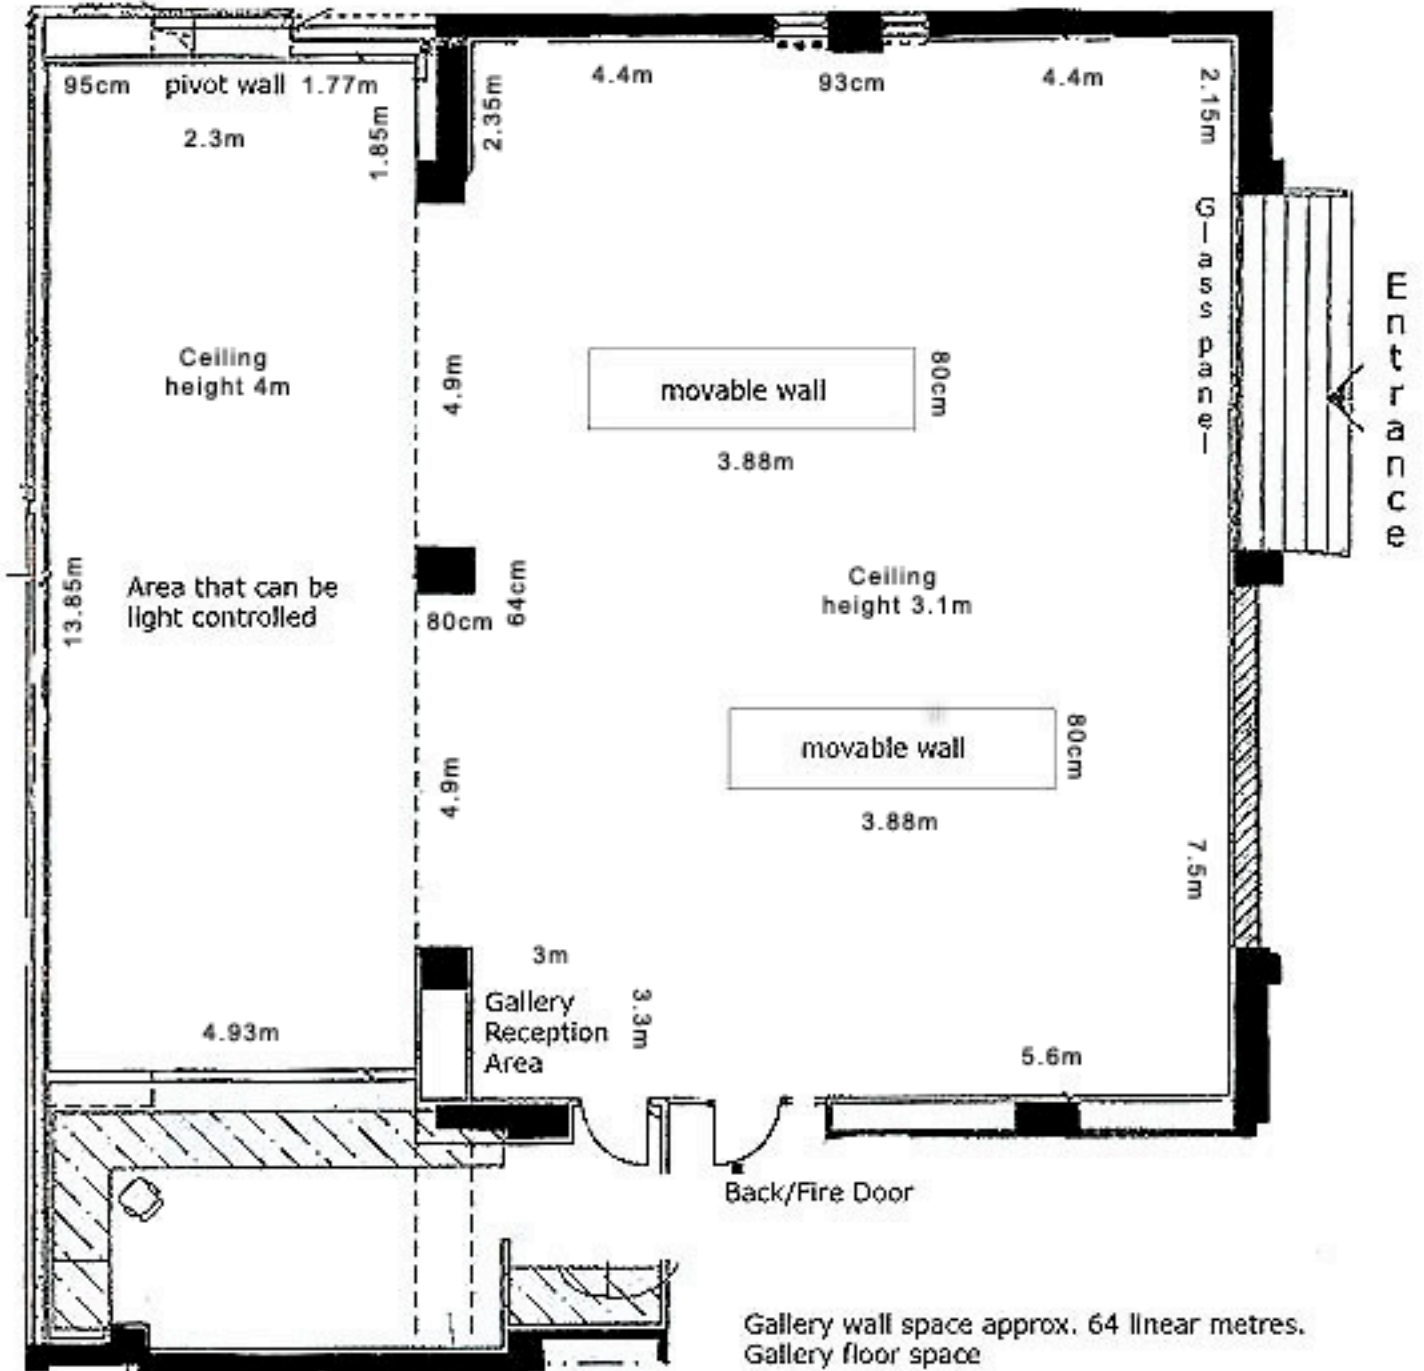 4.4m
93cm
4.4m
95cm
pivot wall
1.77m
2.3m
1.85m
2.35m
2.15m
Glass panel
Entrance
Ceiling
height 4m
4.9m
movable wall
80cm
3.88m
13.85m
Area that can be
light controlled
80cm
64cm
Ceiling
height 3.1m
movable wall
80cm
3.88m
4.9m
7.5m
3m
Gallery
Reception
Area
3.3m
4.93m
5.6m
Back/Fire Door
Gallery wall space approx. 64 linear metres.
Gallery floor space